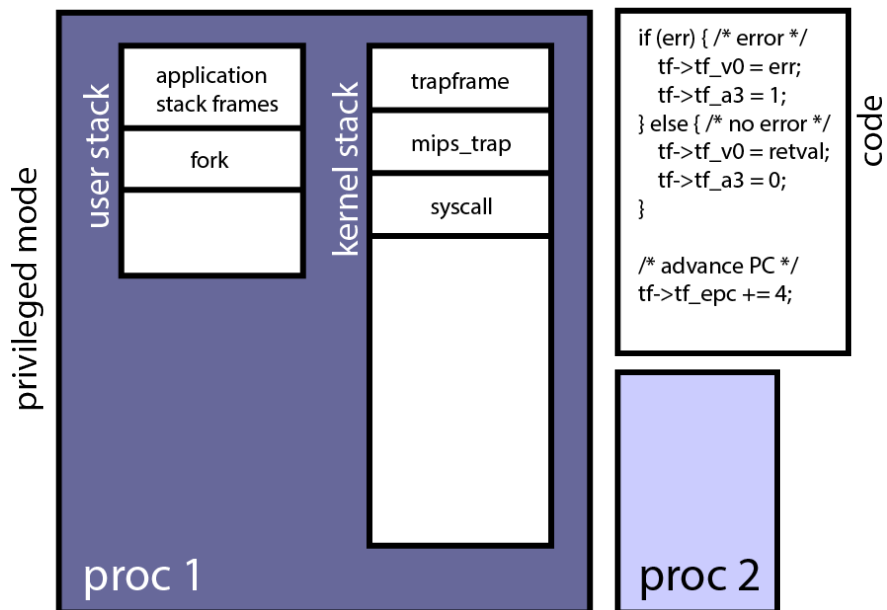 privileged mode
user stack
application
stack frames
fork
kernel stack
trapframe
mips_trap
syscall
proc 1
if (err) { /* error */
    tf->tf_v0 = err;
    tf->tf_a3 = 1;
} else { /* no error */
    tf->tf_v0 = retval;
    tf->tf_a3 = 0;
}
/* advance PC */
tf->tf_epc += 4;
code
proc 2